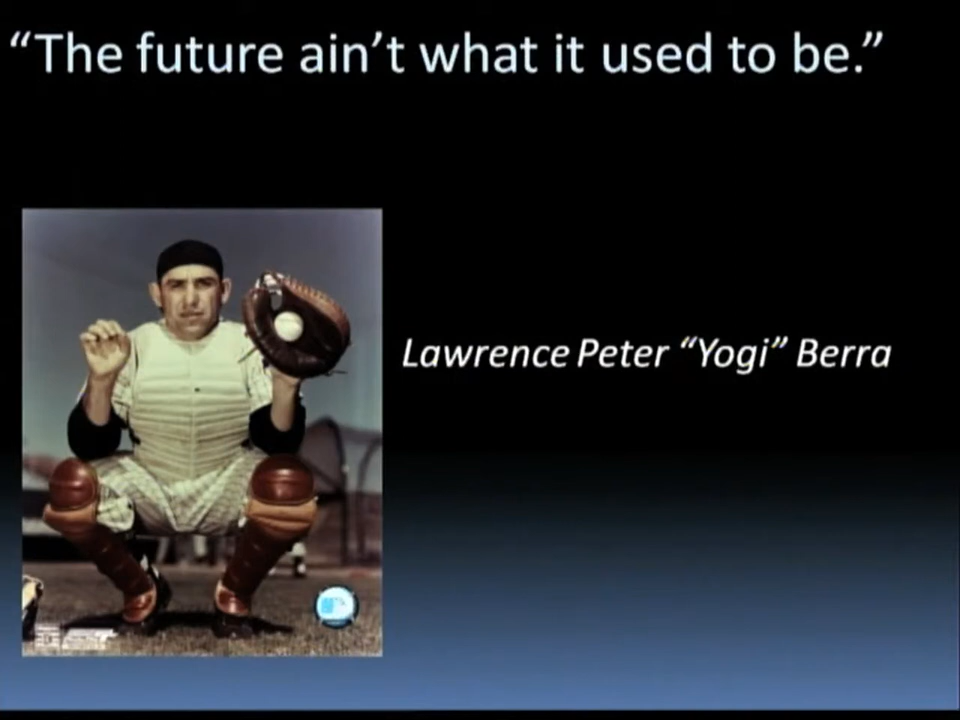 “The future ain’t what it used to be.”
Lawrence Peter “Yogi” Berra